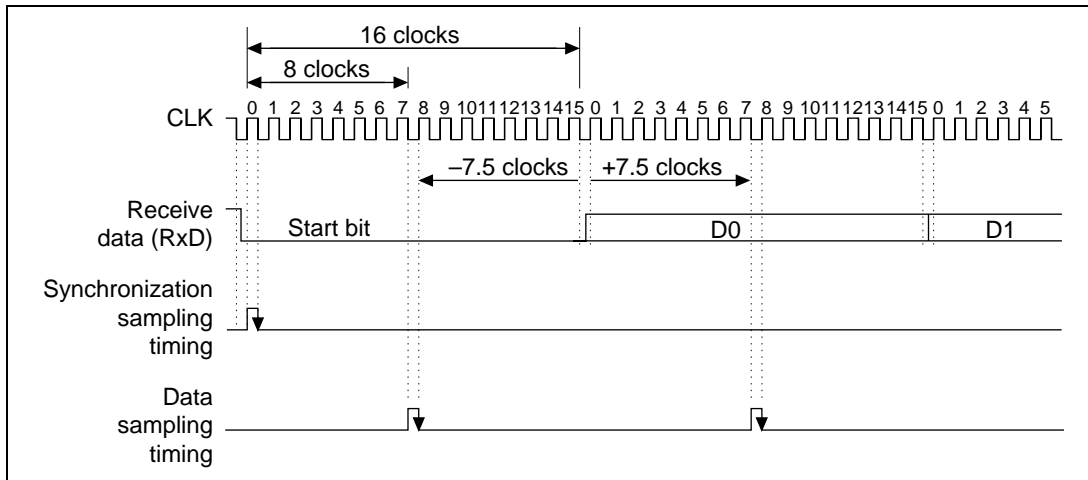 16 clocks
8 clocks
0 1 2 3 4 5 6 7 8 9 10 11 12 13 14 15 0 1 2 3 4 5 6 7 8 9 10 11 12 13 14 15 0 1 2 3 4 5
CLK
–7.5 clocks +7.5 clocks
Receive
data (RxD)
Start bit D0 D1
Synchronization
sampling
timing
Data
sampling
timing